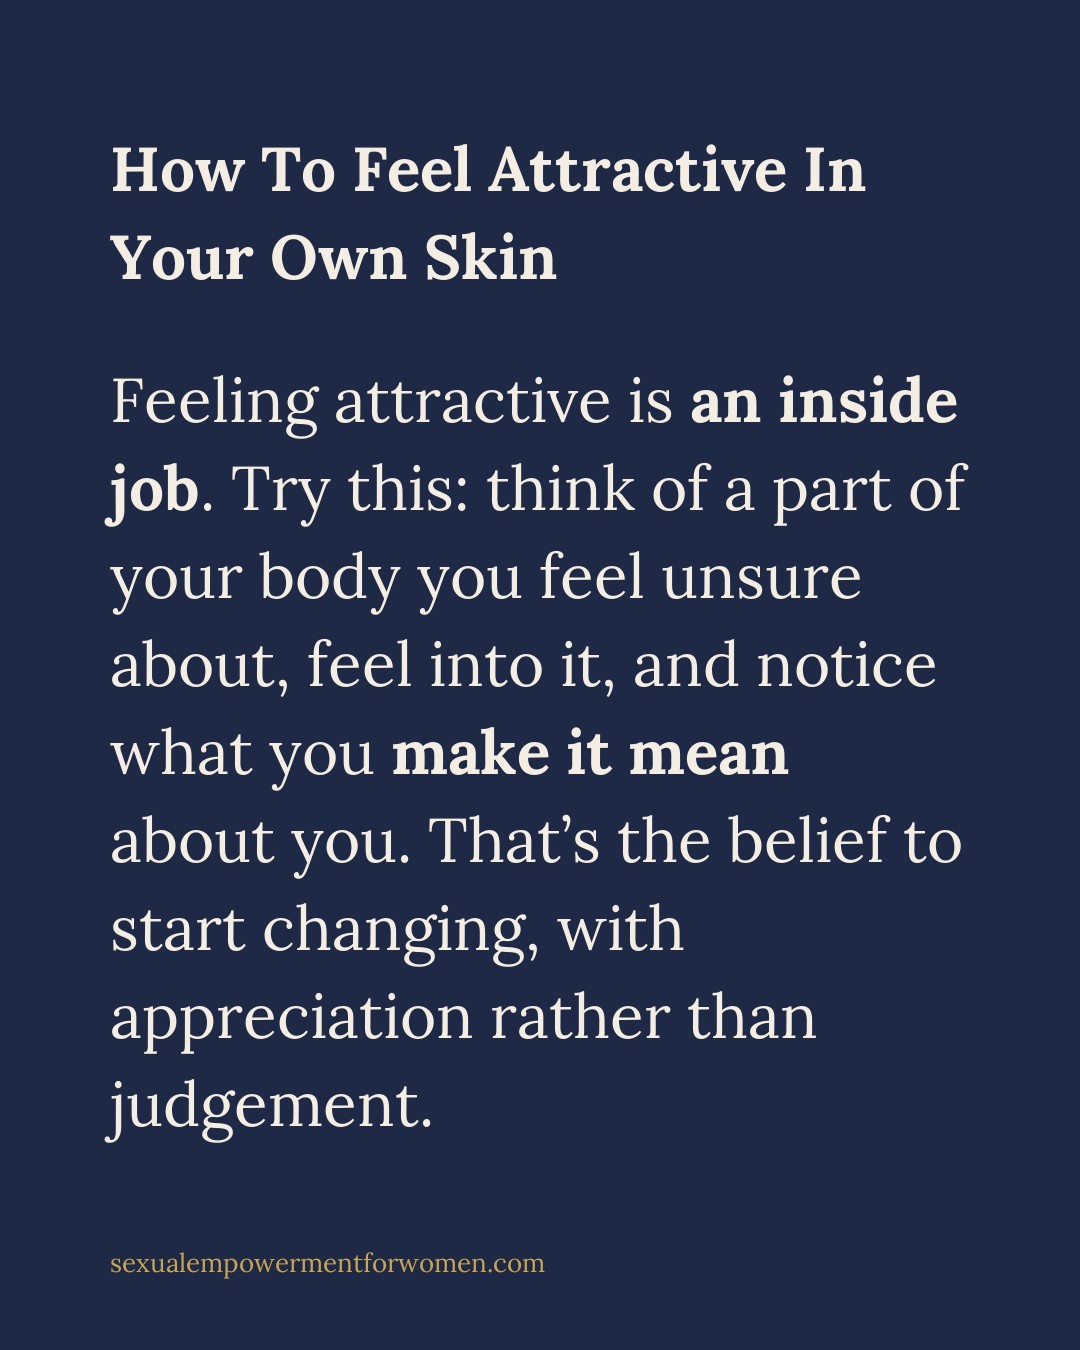 How To Feel Attractive In
Your Own Skin
Feeling attractive is an inside
job. Try this: think of a part of
your body you feel unsure
about, feel into it, and notice
what you make it mean
about you. That’s the belief to
start changing, with
appreciation rather than
judgement.
sexualempowermentforwomen.com